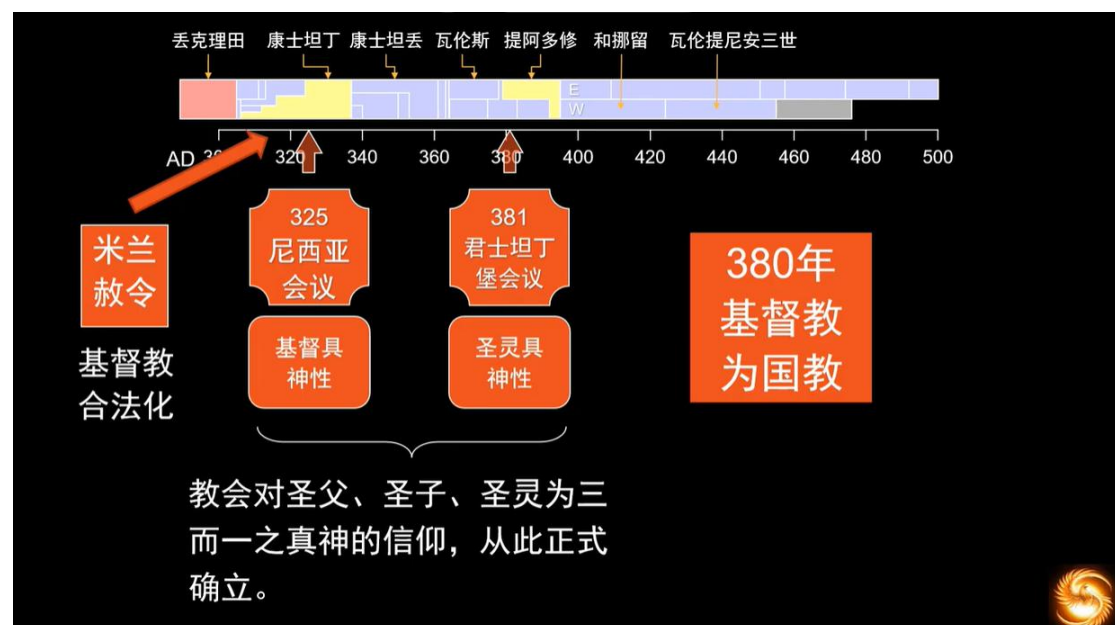 丢克理田 康士坦丁 康士坦丢 瓦伦斯 提阿多修 和挪留 瓦伦提尼安三世
E
W
AD 320 340 360 380 400 420 440 460 480 500
米兰
赦令
基督教
合法化
325
尼西亚
会议
基督具
神性
381
君士坦丁
堡会议
圣灵具
神性
380年
基督教
为国教
教会对圣父、圣子、圣灵为三
而一之真神的信仰，从此正式
确立。